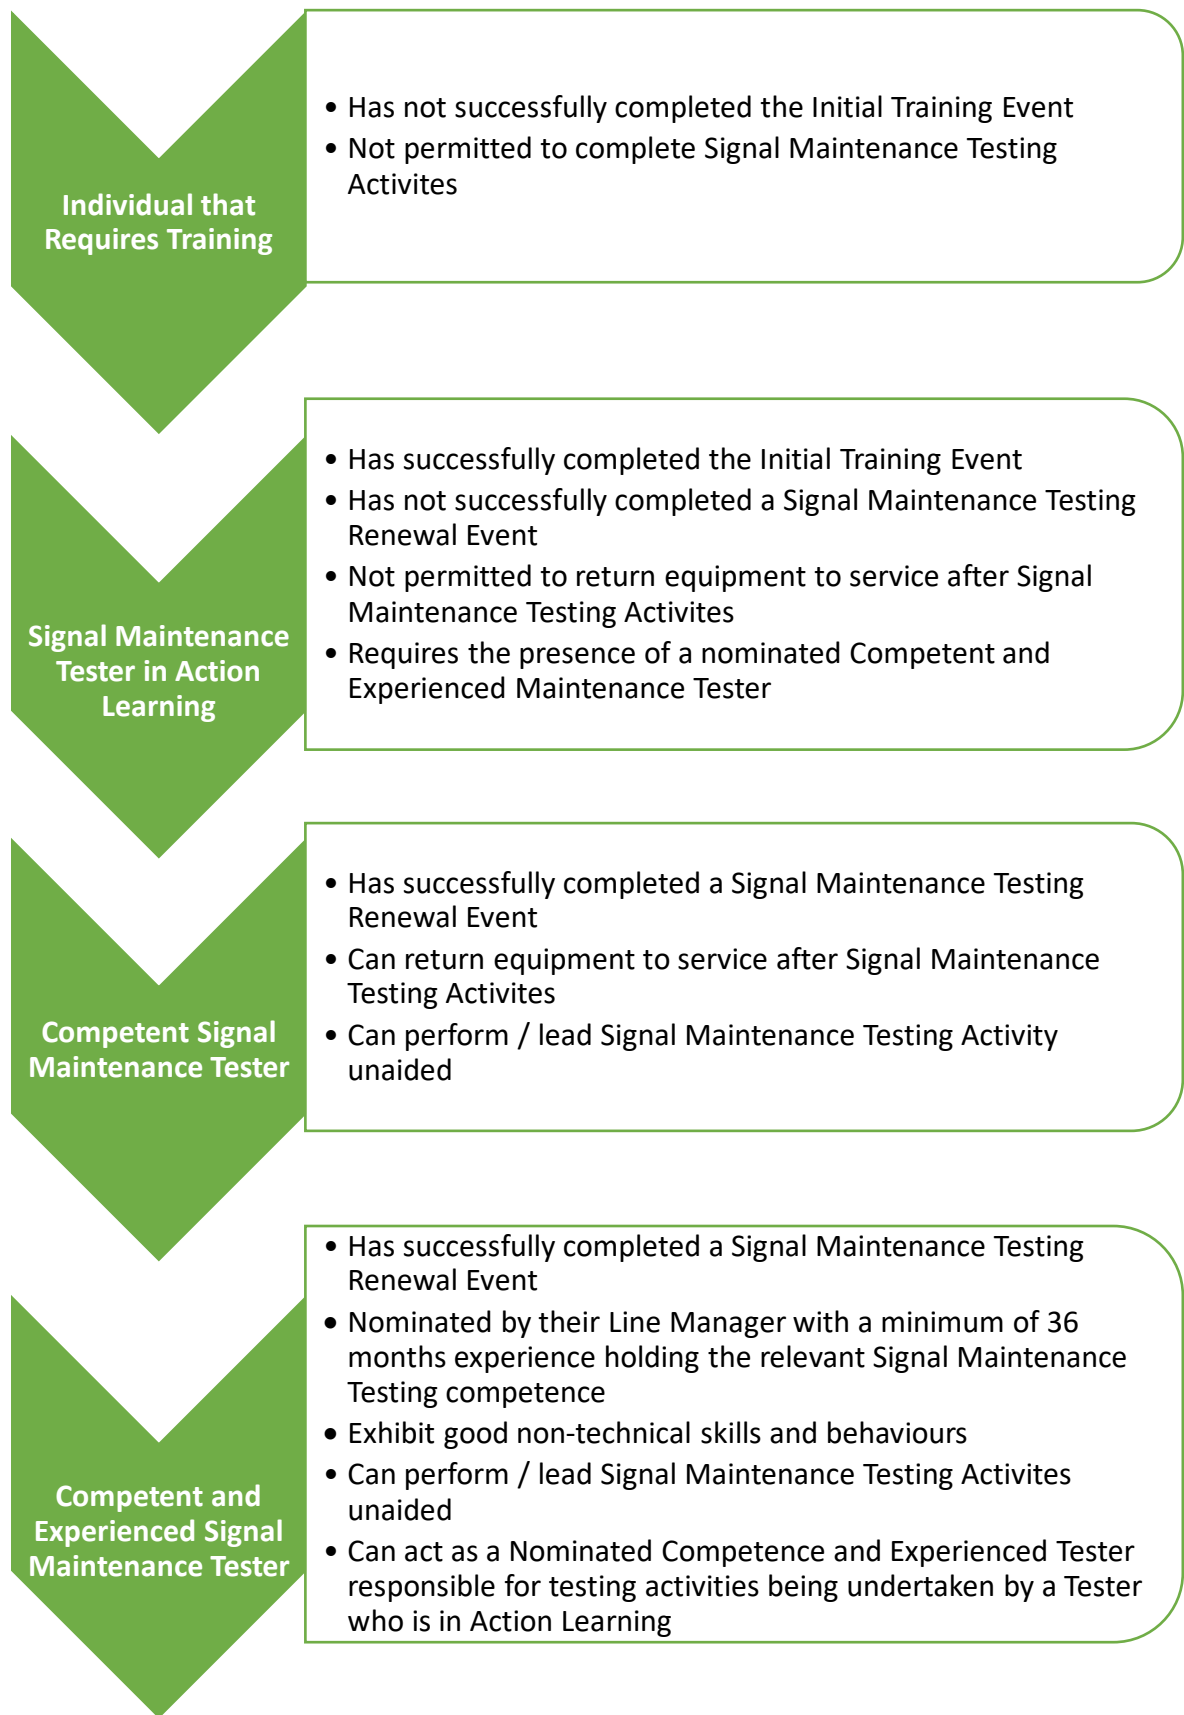 Individual that
Requires Training
• Has not successfully completed the Initial Training Event
• Not permitted to complete Signal Maintenance Testing
Activites
Signal Maintenance
Tester in Action
Learning
• Has successfully completed the Initial Training Event
• Has not successfully completed a Signal Maintenance Testing
Renewal Event
• Not permitted to return equipment to service after Signal
Maintenance Testing Activites
• Requires the presence of a nominated Competent and
Experienced Maintenance Tester
Competent Signal
Maintenance Tester
• Has successfully completed a Signal Maintenance Testing
Renewal Event
• Can return equipment to service after Signal Maintenance
Testing Activites
• Can perform / lead Signal Maintenance Testing Activity
unaided
Competent and
Experienced Signal
Maintenance Tester
• Has successfully completed a Signal Maintenance Testing
Renewal Event
• Nominated by their Line Manager with a minimum of 36
months experience holding the relevant Signal Maintenance
Testing competence
• Exhibit good non-technical skills and behaviours
• Can perform / lead Signal Maintenance Testing Activites
unaided
• Can act as a Nominated Competence and Experienced Tester
responsible for testing activities being undertaken by a Tester
who is in Action Learning